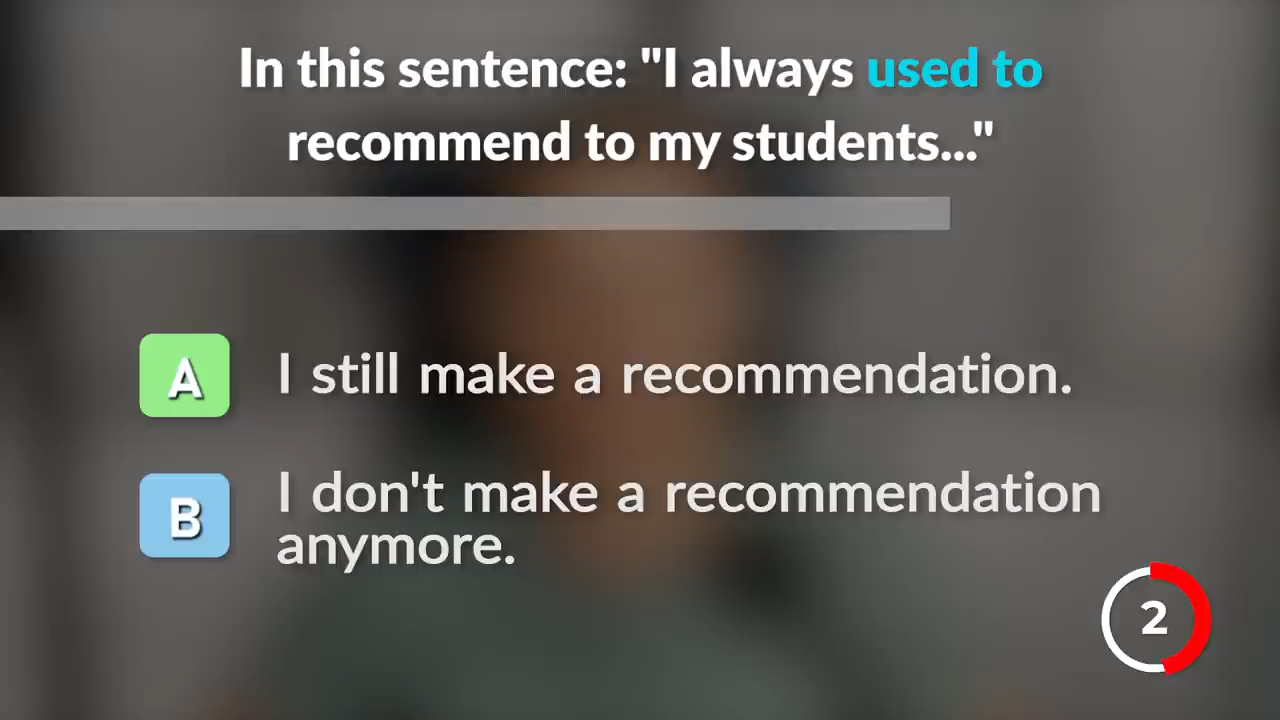 In this sentence: "I always used to
recommend to my students..."
A
I still make a recommendation.
B
I don't make a recommendation
anymore.
2